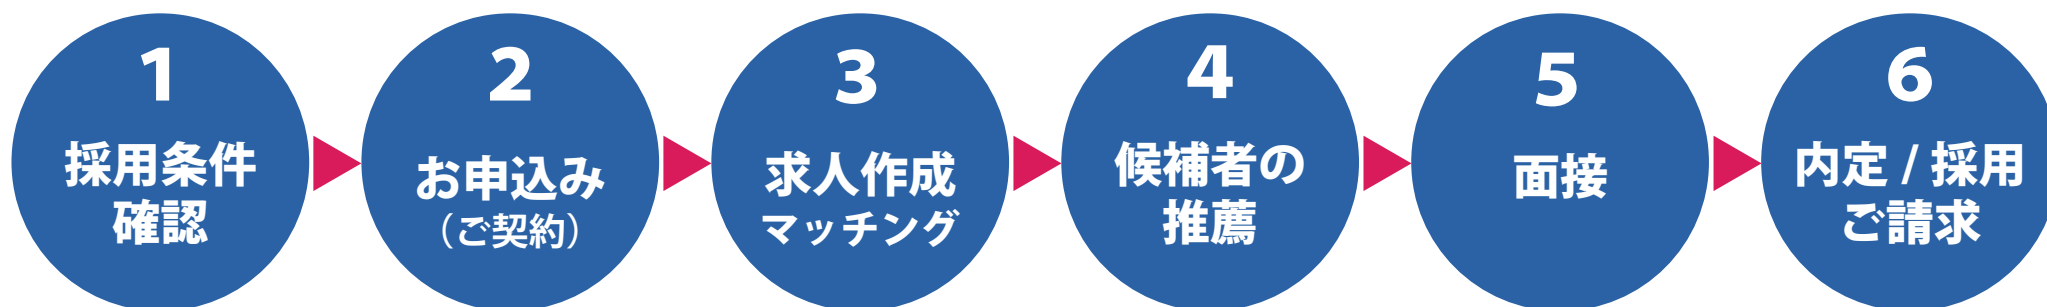 1
採用条件
確認
2
お申込み
（ご契約）
3
求人作成
マッチング
4
候補者の
推薦
5
面接
6
内定 / 採用
ご請求